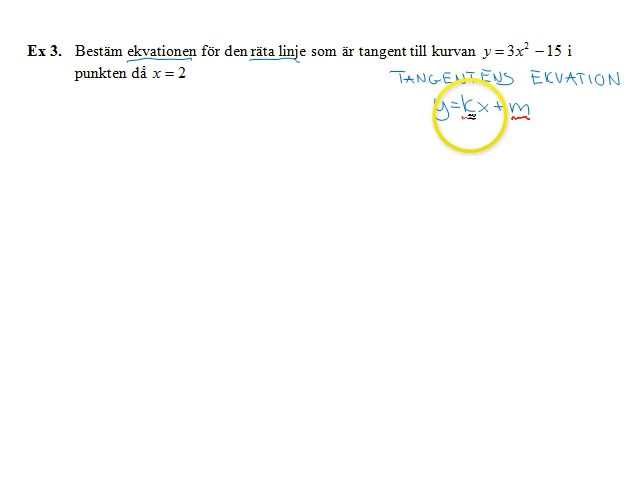 Ex 3. Bestäm ekvationen för den räta linje som är tangent till kurvan y = 3x² − 15 i
punkten då x = 2
TANGENTENS EKVATION
y=kx+m